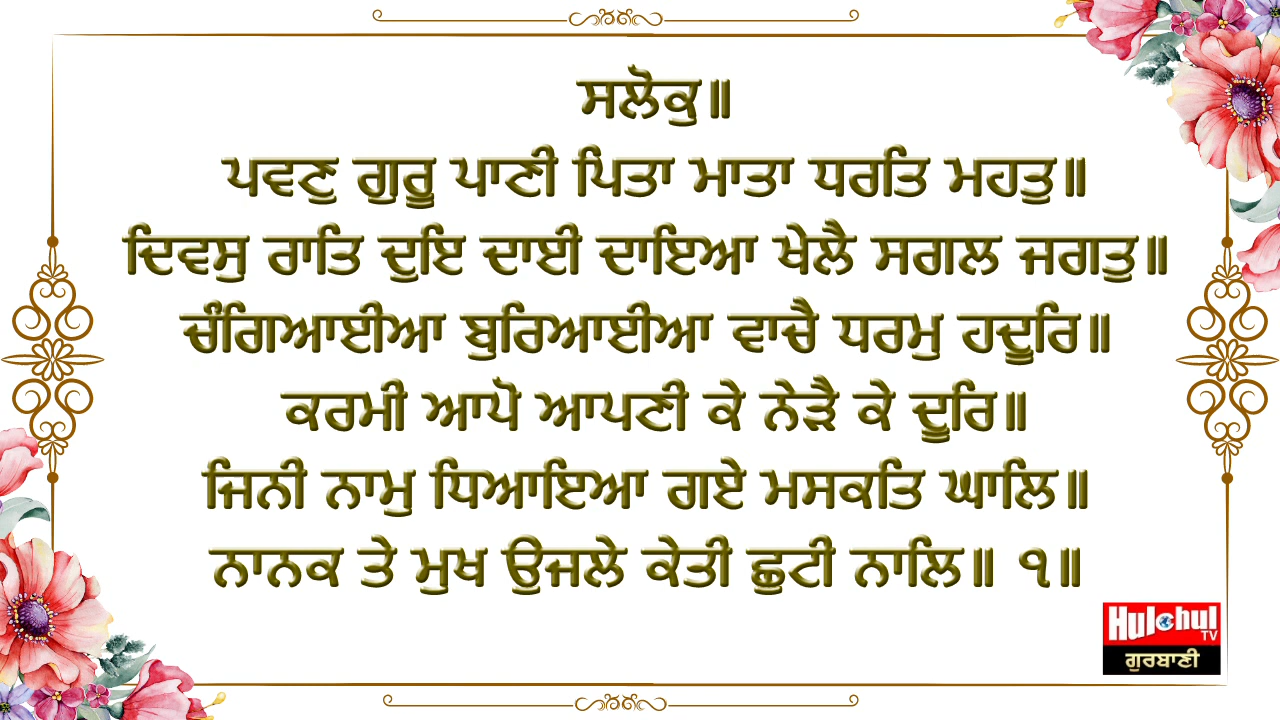 ਸਲੋਕੁ॥
ਪਵਣੁ ਗੁਰੂ ਪਾਣੀ ਪਿਤਾ ਮਾਤਾ ਧਰਤਿ ਮਹਤੁ॥
ਦਿਵਸੁ ਰਾਤਿ ਦੁਇ ਦਾਈ ਦਾਇਆ ਖੇਲੈ ਸਗਲ ਜਗਤੁ॥
ਚੰਗਿਆਈਆ ਬੁਰਿਆਈਆ ਵਾਚੈ ਧਰਮੁ ਹਦੂਰਿ॥
ਕਰਮੀ ਆਪੋ ਆਪਣੀ ਕੇ ਨੇੜੈ ਕੇ ਦੂਰਿ॥
ਜਿਨੀ ਨਾਮੁ ਧਿਆਇਆ ਗਏ ਮਸਕਤਿ ਘਾਲਿ॥
ਨਾਨਕ ਤੇ ਮੁਖ ਉਜਲੇ ਕੇਤੀ ਛੁਟੀ ਨਾਲਿ॥ ੧॥
Hulchul
TV
ਗੁਰਬਾਣੀ